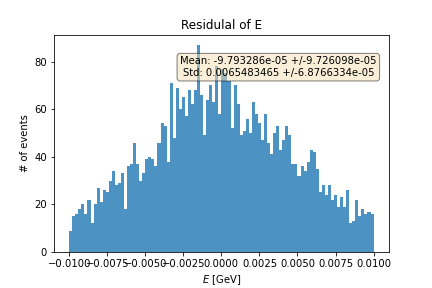 Residulal of E
Mean: -9.793286e-05 +/-9.726098e-05
Std: 0.0065483465 +/-6.8766334e-05
# of events
80
60
40
20
0
−0.0100 −0.0075 −0.0050 −0.0025 0.0000 0.0025 0.0050 0.0075 0.0100
E [GeV]